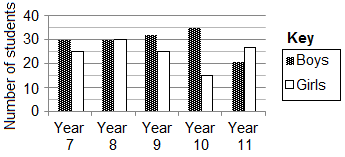 Number of students
40
30
20
10
0
Year 7
Year 8
Year 9
Year 10
Year 11
Key
Boys
Girls